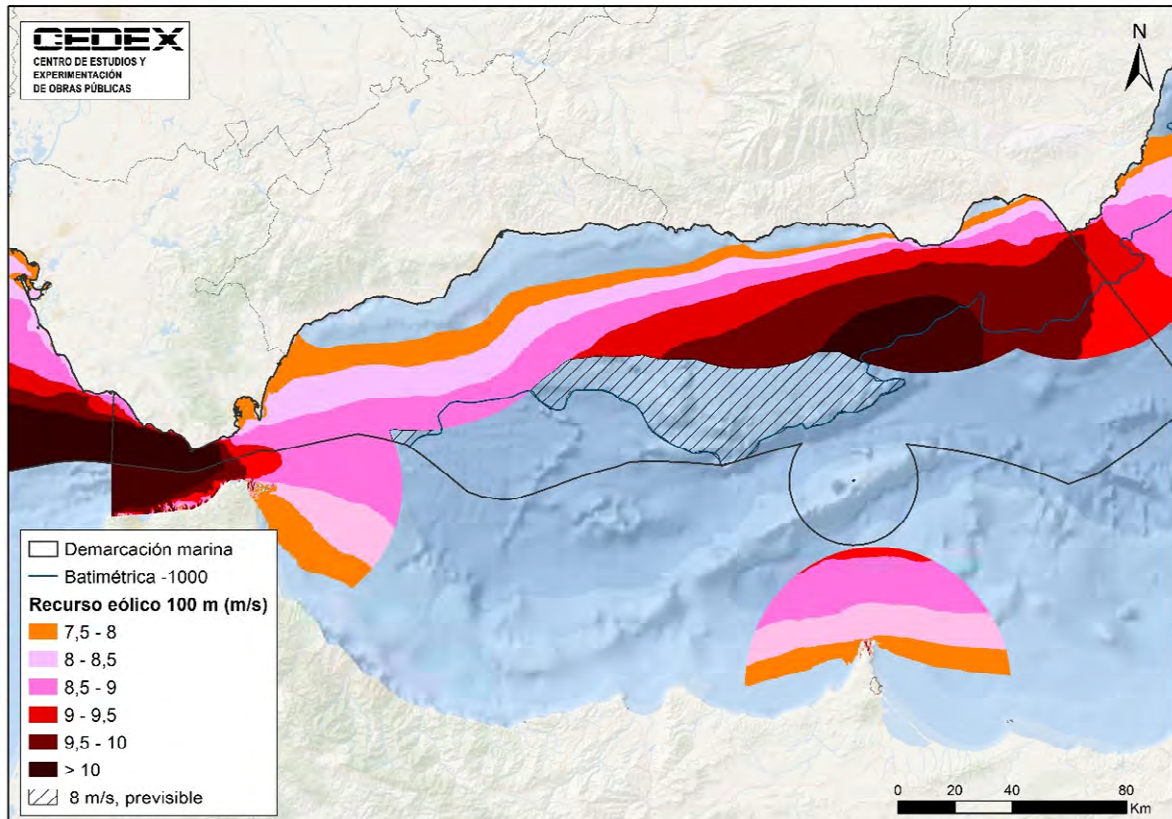 CEDEX
CENTRO DE ESTUDIOS Y
EXPERIMENTACIÓN
DE OBRAS PÚBLICAS
N
Demarcación marina
Batimétrica -1000
Recurso eólico 100 m (m/s)
7,5 - 8
8 - 8,5
8,5 - 9
9 - 9,5
9,5 - 10
> 10
8 m/s, previsible
0 20 40 80
Km